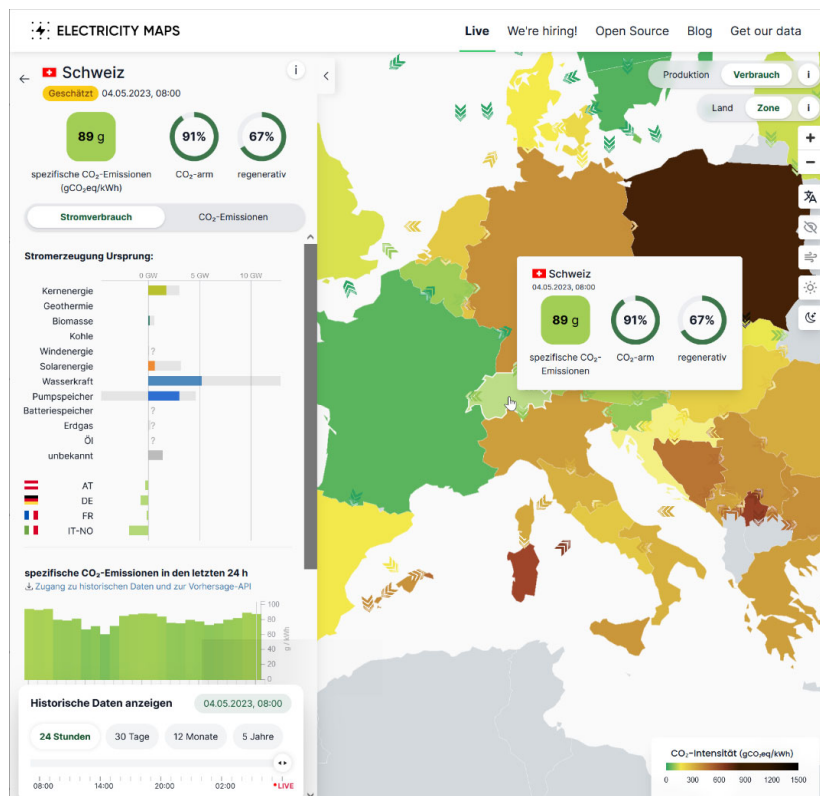 ELECTRICITY MAPS
Live We're hiring! Open Source Blog Get our data
Schweiz
Geschätzt 04.05.2023, 08:00
89 g 91% 67%
spezifische CO₂-Emissionen (gCO₂eq/kWh) CO₂-arm regenerativ
Stromverbrauch CO₂-Emissionen
Stromerzeugung Ursprung:
0 GW 5 GW 10 GW
Kernenergie
Geothermie
Biomasse
Kohle
Windenergie ?
Solarenergie
Wasserkraft
Pumpspeicher
Batteriespeicher ?
Erdgas ?
Öl ?
unbekannt
AT
DE
FR
IT-NO
spezifische CO₂-Emissionen in den letzten 24 h
Zugang zu historischen Daten und zur Vorhersage-API
100
80
60
40
20
0
g / kWh
Historische Daten anzeigen 04.05.2023, 08:00
24 Stunden 30 Tage 12 Monate 5 Jahre
08:00 14:00 20:00 02:00 LIVE
Produktion Verbrauch i
Land Zone i
Schweiz
04.05.2023, 08:00
89 g 91% 67%
spezifische CO₂-
Emissionen
CO₂-arm regenerativ
CO₂-intensität (gCO₂eq/kWh)
0 300 600 900 1200 1500